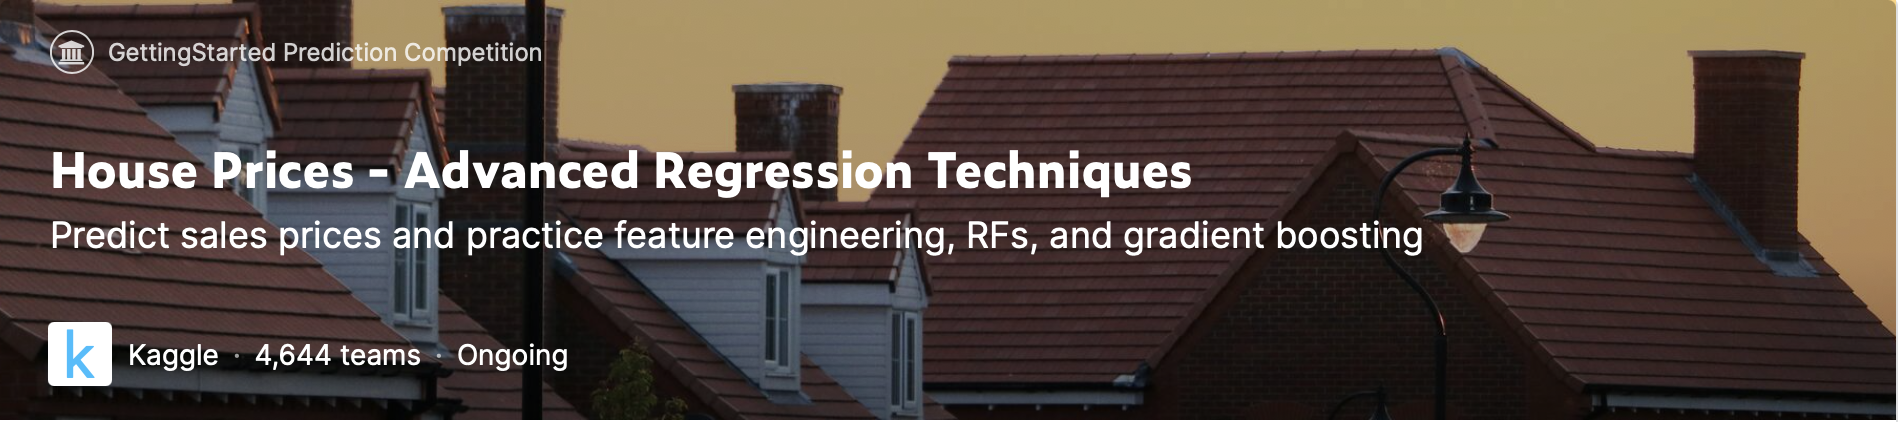 GettingStarted Prediction Competition
House Prices - Advanced Regression Techniques
Predict sales prices and practice feature engineering, RFs, and gradient boosting
k
Kaggle · 4,644 teams · Ongoing